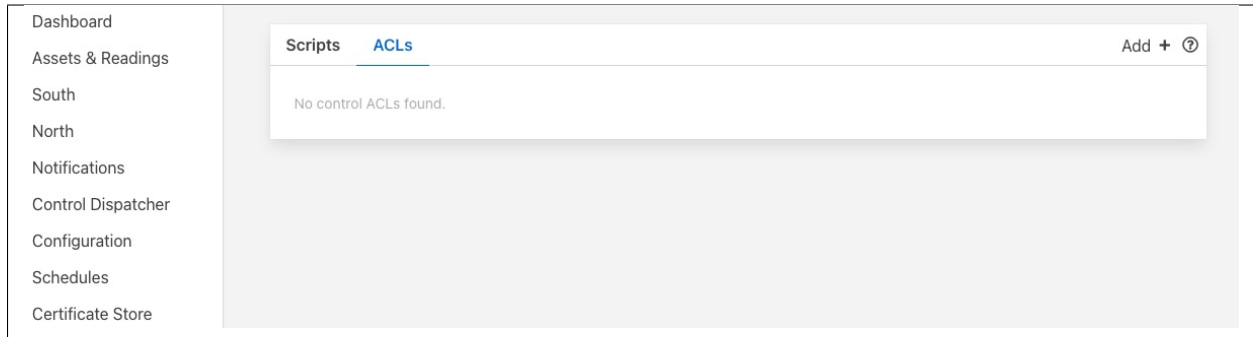 Dashboard
Assets & Readings
South
North
Notifications
Control Dispatcher
Configuration
Schedules
Certificate Store
Scripts ACLs Add + ?
No control ACLs found.